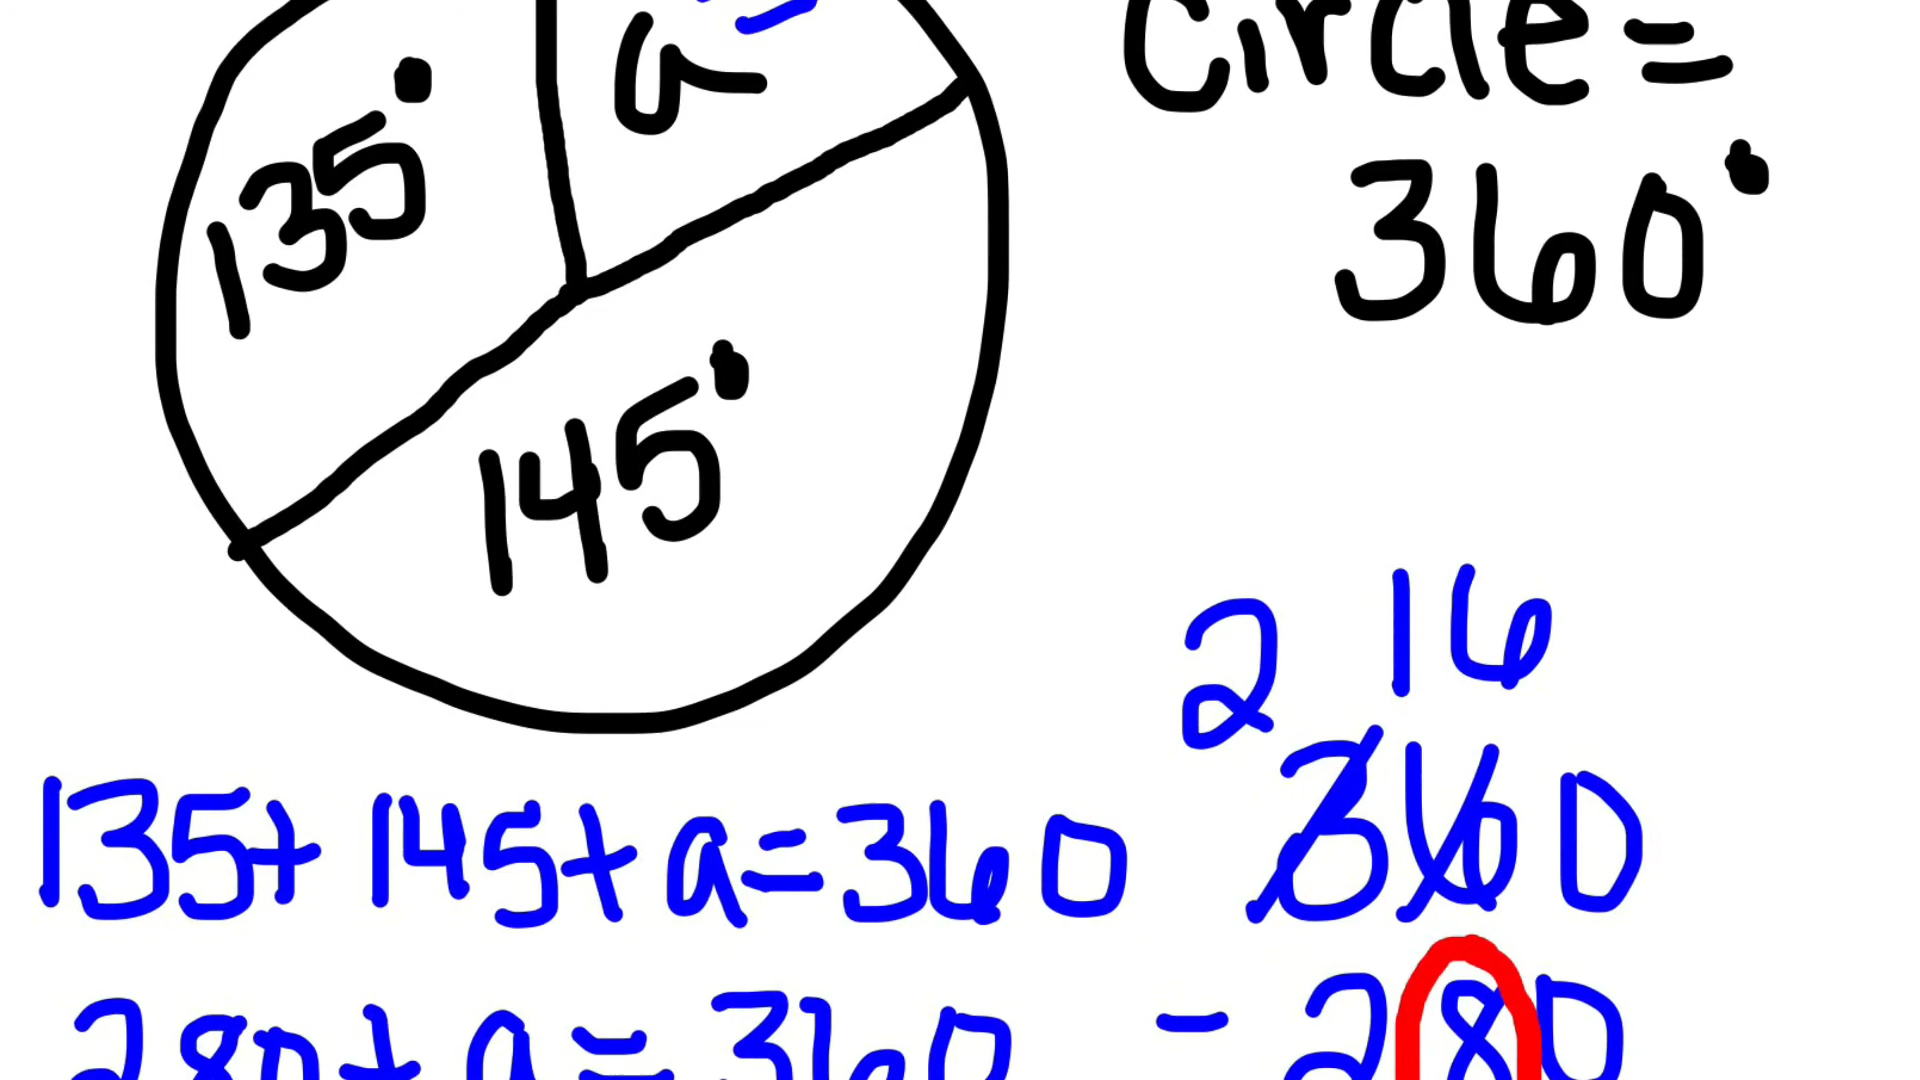 a =
Circle =
360°
135°
145°
2 16
135 + 145 + a = 360
360
280 + a = 360
- 280